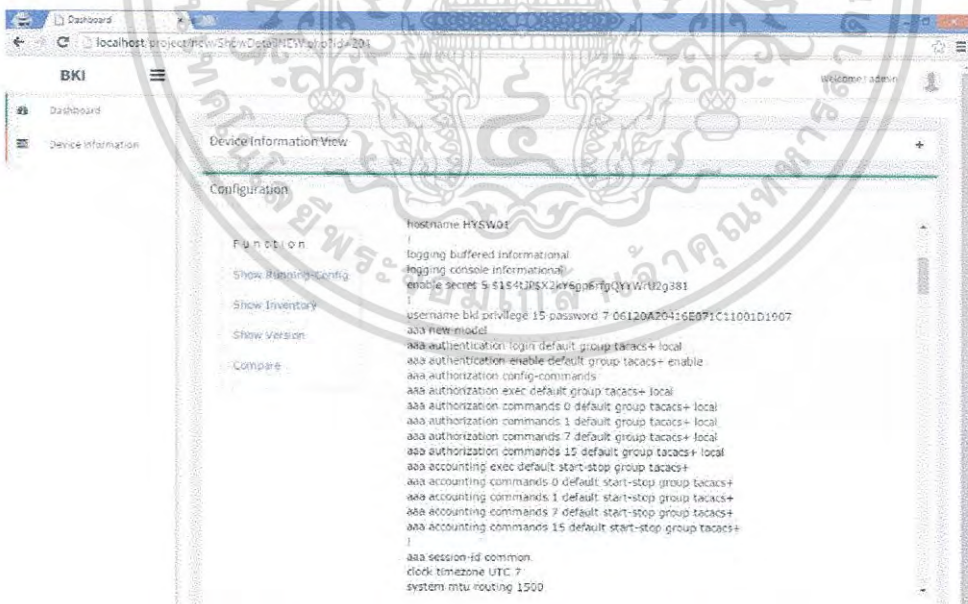 Dashboard
localhost/project/new/ShowDetailNEW.php?id=201
BKI
Welcome : admin
Dashboard
Device Information
Device Information View
+
Configuration
Function
Show Running-Config
Show Inventory
Show Version
Compare
hostname HYSW01
!
logging buffered informational
logging console informational
enable secret 5
!
username bki privilege 15 password 7 06120A20416E071C11001D1907
aaa new-model
aaa authentication login default group tacacs+ local
aaa authentication enable default group tacacs+ enable
aaa authorization config-commands
aaa authorization exec default group tacacs+ local
aaa authorization commands 0 default group tacacs+ local
aaa authorization commands 1 default group tacacs+ local
aaa authorization commands 7 default group tacacs+ local
aaa authorization commands 15 default group tacacs+ local
aaa accounting exec default start-stop group tacacs+
aaa accounting commands 0 default start-stop group tacacs+
aaa accounting commands 1 default start-stop group tacacs+
aaa accounting commands 7 default start-stop group tacacs+
aaa accounting commands 15 default start-stop group tacacs+
!
aaa session-id common
clock timezone UTC 7
system mtu routing 1500